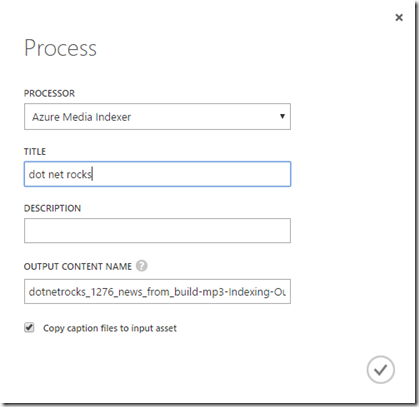 Process
PROCESSOR
Azure Media Indexer
TITLE
dot net rocks
DESCRIPTION
OUTPUT CONTENT NAME ?
dotnetrocks_1276_news_from_build-mp3-Indexing-Ou
Copy caption files to input asset